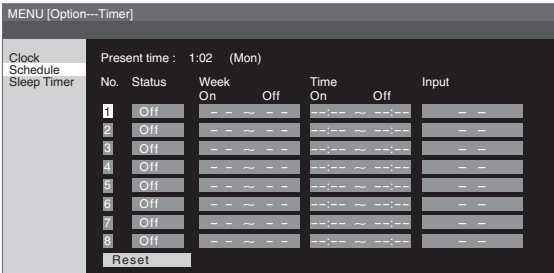 MENU [Option---Timer]
Clock
Schedule
Sleep Timer
Present time : 1:02 (Mon)
No. Status Week Time Input
On Off On Off
1 Off – – ~ – – --:-- ~ --:-- – –
2 Off – – ~ – – --:-- ~ --:-- – –
3 Off – – ~ – – --:-- ~ --:-- – –
4 Off – – ~ – – --:-- ~ --:-- – –
5 Off – – ~ – – --:-- ~ --:-- – –
6 Off – – ~ – – --:-- ~ --:-- – –
7 Off – – ~ – – --:-- ~ --:-- – –
8 Off – – ~ – – --:-- ~ --:-- – –
Reset